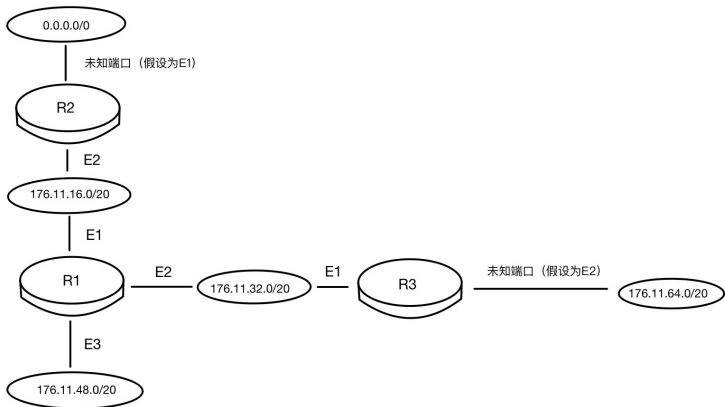 0.0.0.0/0
未知端口（假设为E1）
R2
E2
176.11.16.0/20
E1
R1
E2
176.11.32.0/20
E1
R3
未知端口（假设为E2）
176.11.64.0/20
E3
176.11.48.0/20